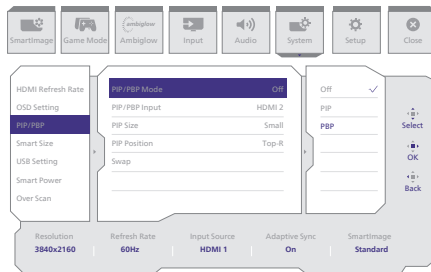 SmartImage
Game Mode
ambiglow
Ambiglow
Input
Audio
System
Setup
Close
HDMI Refresh Rate
OSD Setting
PIP/PBP
Smart Size
USB Setting
Smart Power
Over Scan
PIP/PBP Mode Off
PIP/PBP Input HDMI 2
PIP Size Small
PIP Position Top-R
Swap
Off
PIP
PBP
Select
OK
Back
Resolution Refresh Rate Input Source Adaptive Sync SmartImage
3840x2160 60Hz HDMI 1 On Standard